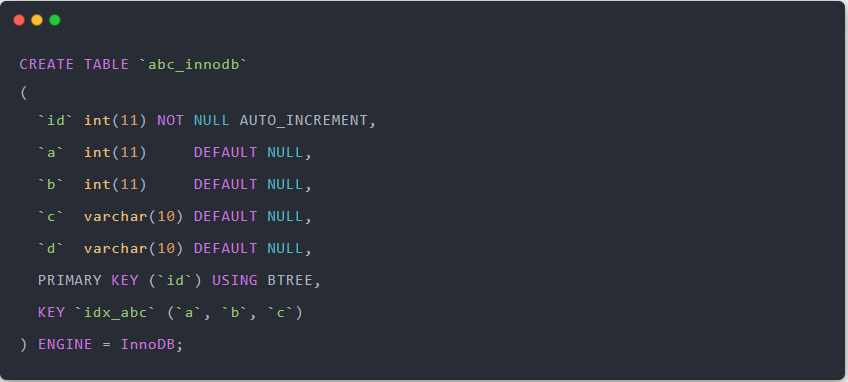 CREATE TABLE `abc_innodb`
(
  `id` int(11) NOT NULL AUTO_INCREMENT,
  `a`  int(11)     DEFAULT NULL,
  `b`  int(11)     DEFAULT NULL,
  `c`  varchar(10) DEFAULT NULL,
  `d`  varchar(10) DEFAULT NULL,
  PRIMARY KEY (`id`) USING BTREE,
  KEY `idx_abc` (`a`, `b`, `c`)
) ENGINE = InnoDB;